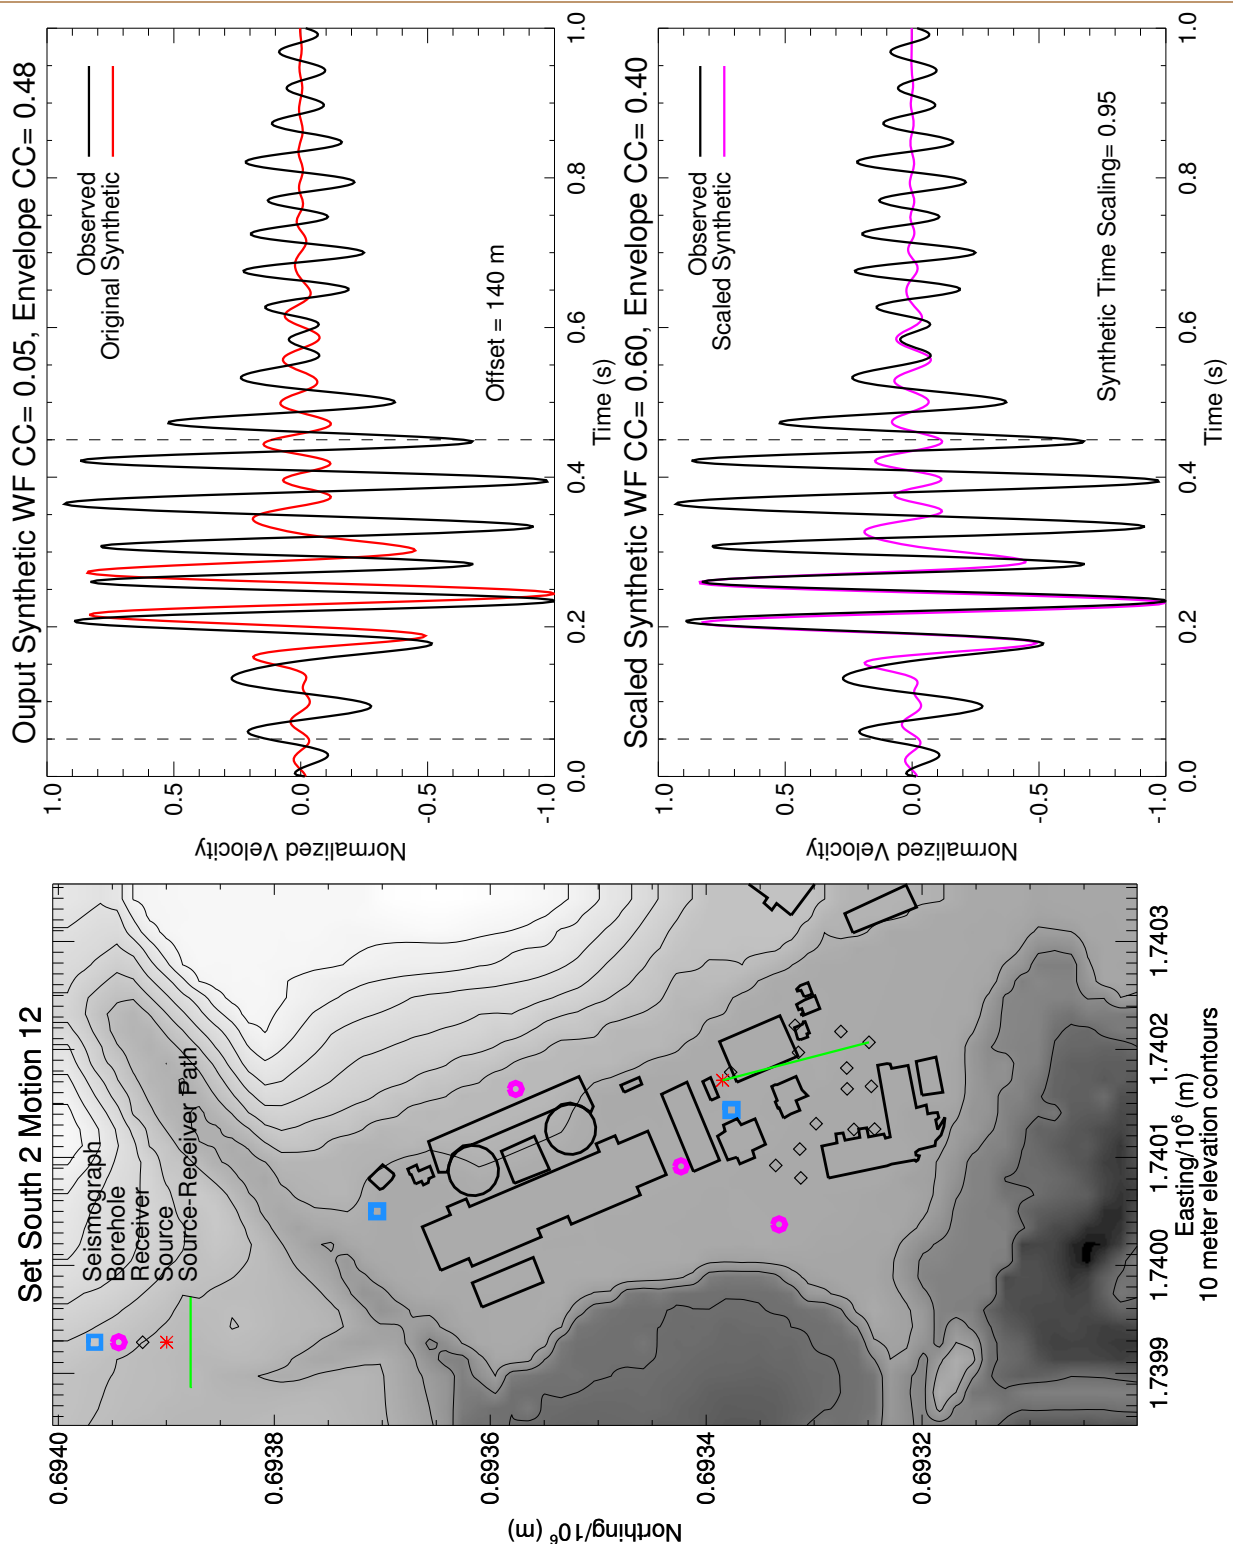 Set South 2 Motion 12
Seismograph
Borehole
Receiver
Source
Source-Receiver Path
0.6940
0.6938
0.6936
0.6934
0.6932
Northing/10⁶ (m)
1.7399
1.7400
1.7401
1.7402
1.7403
Easting/10⁶ (m)
10 meter elevation contours
Ouput Synthetic WF CC= 0.05, Envelope CC= 0.48
Observed
Original Synthetic
Offset = 140 m
1.0
0.5
0.0
-0.5
-1.0
Normalized Velocity
0.0
0.2
0.4
0.6
0.8
1.0
Time (s)
Scaled Synthetic WF CC= 0.60, Envelope CC= 0.40
Observed
Scaled Synthetic
Synthetic Time Scaling= 0.95
1.0
0.5
0.0
-0.5
-1.0
Normalized Velocity
0.0
0.2
0.4
0.6
0.8
1.0
Time (s)